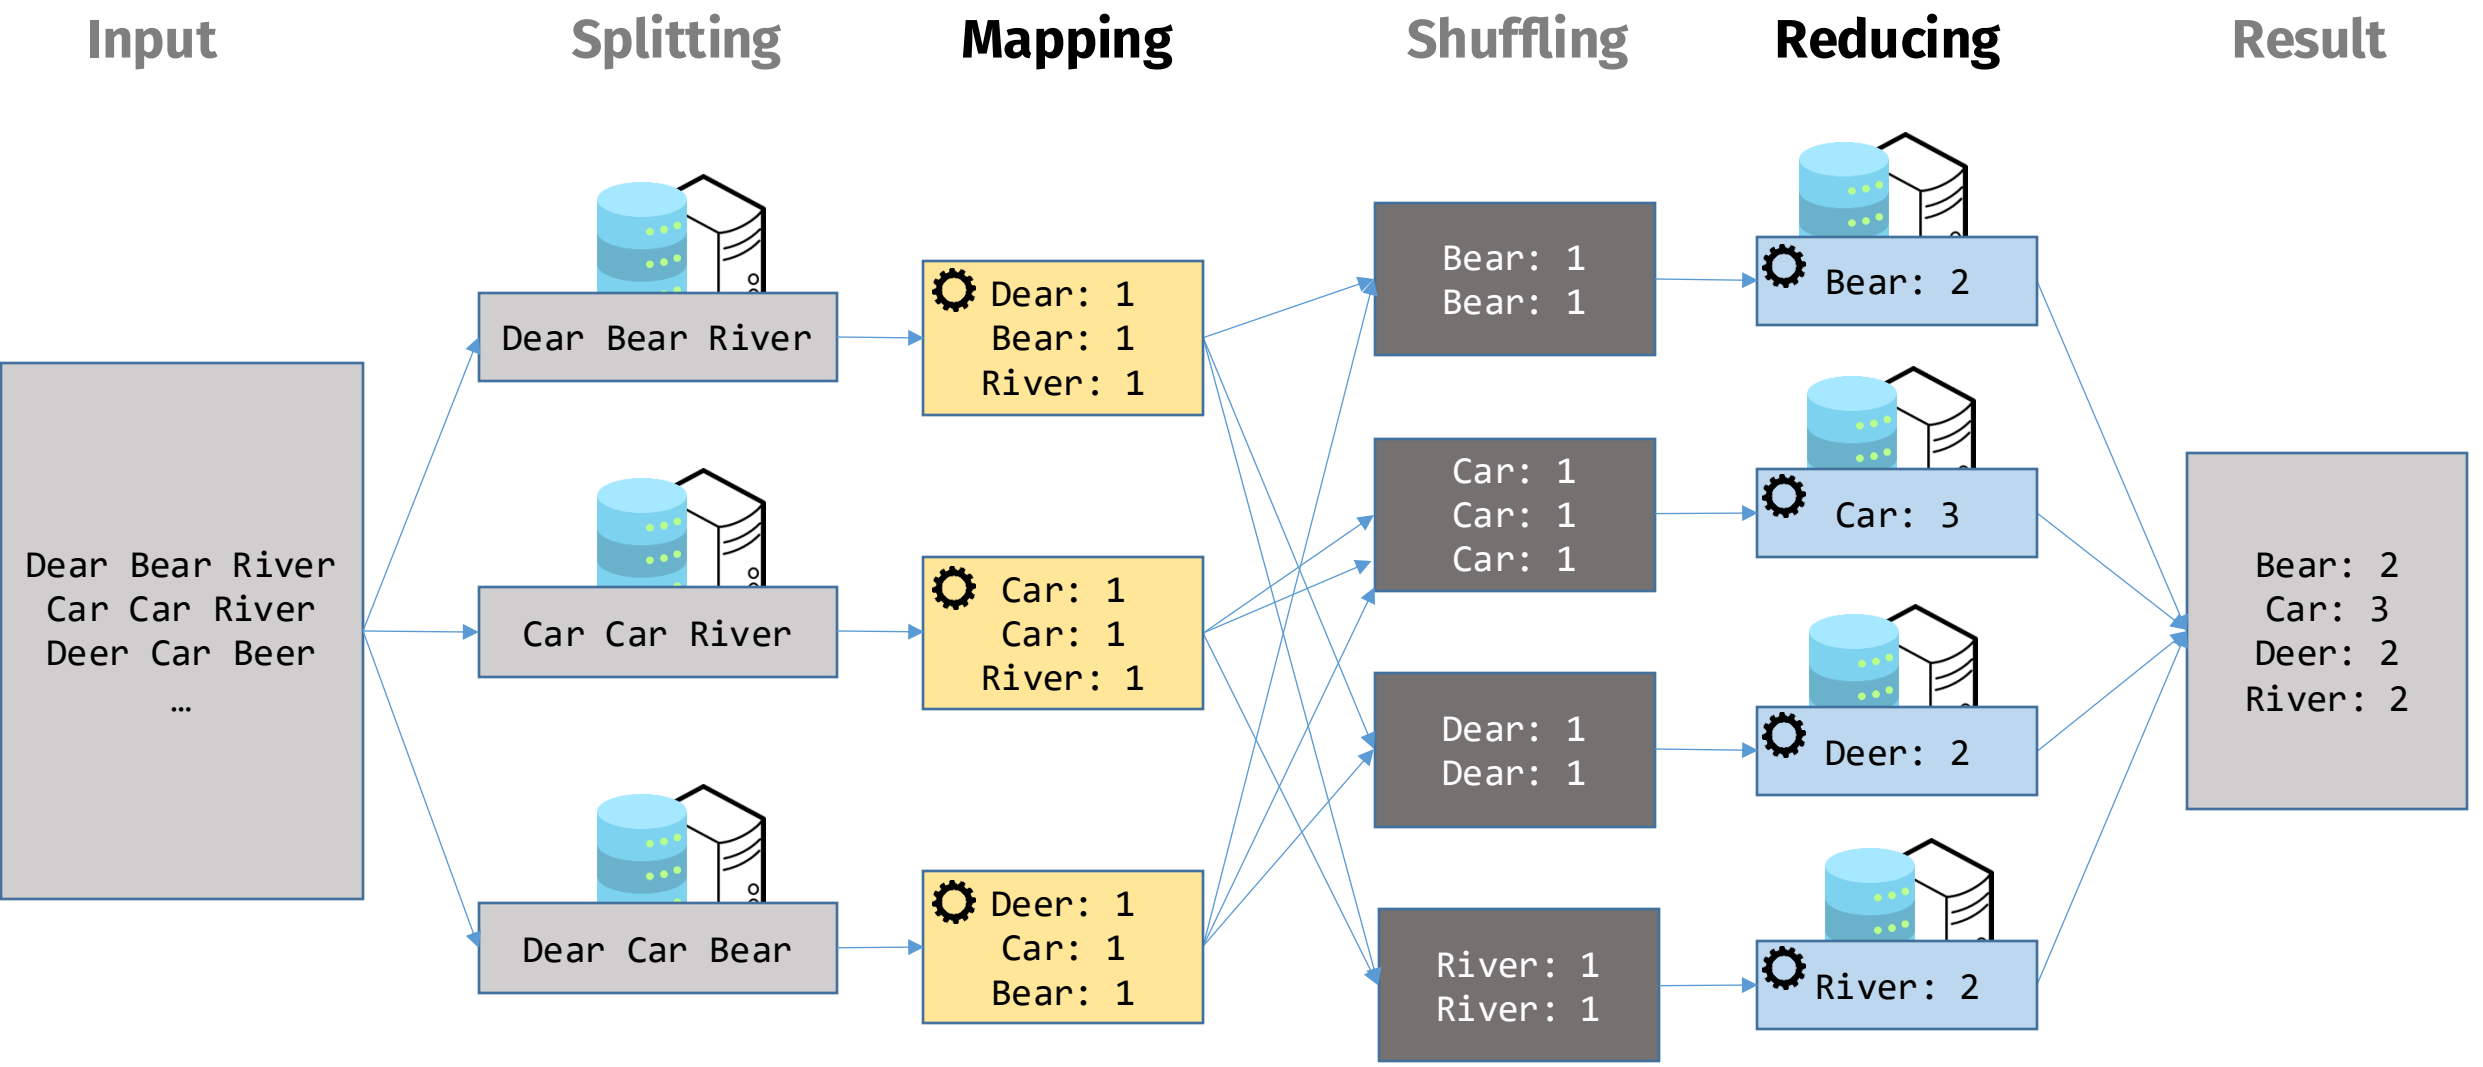 Input
Splitting
Mapping
Shuffling
Reducing
Result
Dear Bear River
Car Car River
Deer Car Beer
…
Dear Bear River
Car Car River
Dear Car Bear
Dear: 1
Bear: 1
River: 1
Car: 1
Car: 1
River: 1
Deer: 1
Car: 1
Bear: 1
Bear: 1
Bear: 1
Car: 1
Car: 1
Car: 1
Dear: 1
Dear: 1
River: 1
River: 1
Bear: 2
Car: 3
Deer: 2
River: 2
Bear: 2
Car: 3
Deer: 2
River: 2